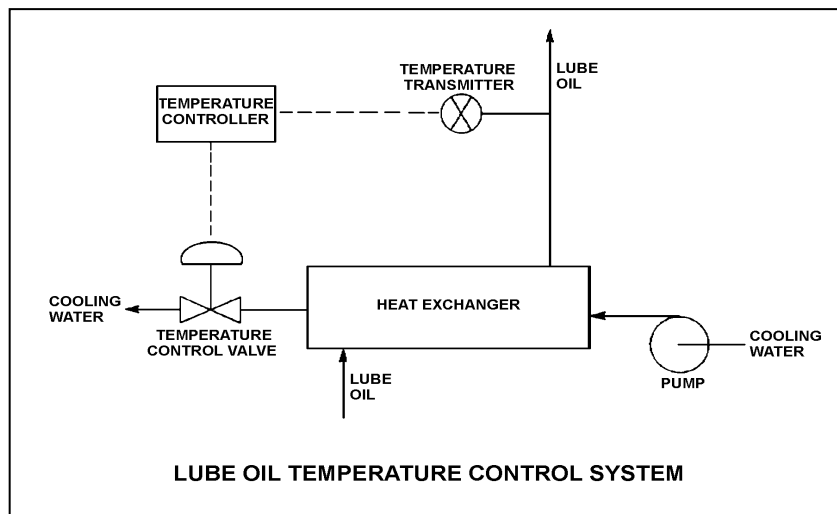 LUBE
OIL
TEMPERATURE
TRANSMITTER
TEMPERATURE
CONTROLLER
HEAT EXCHANGER
COOLING
WATER
TEMPERATURE
CONTROL VALVE
COOLING
WATER
PUMP
LUBE
OIL
LUBE OIL TEMPERATURE CONTROL SYSTEM